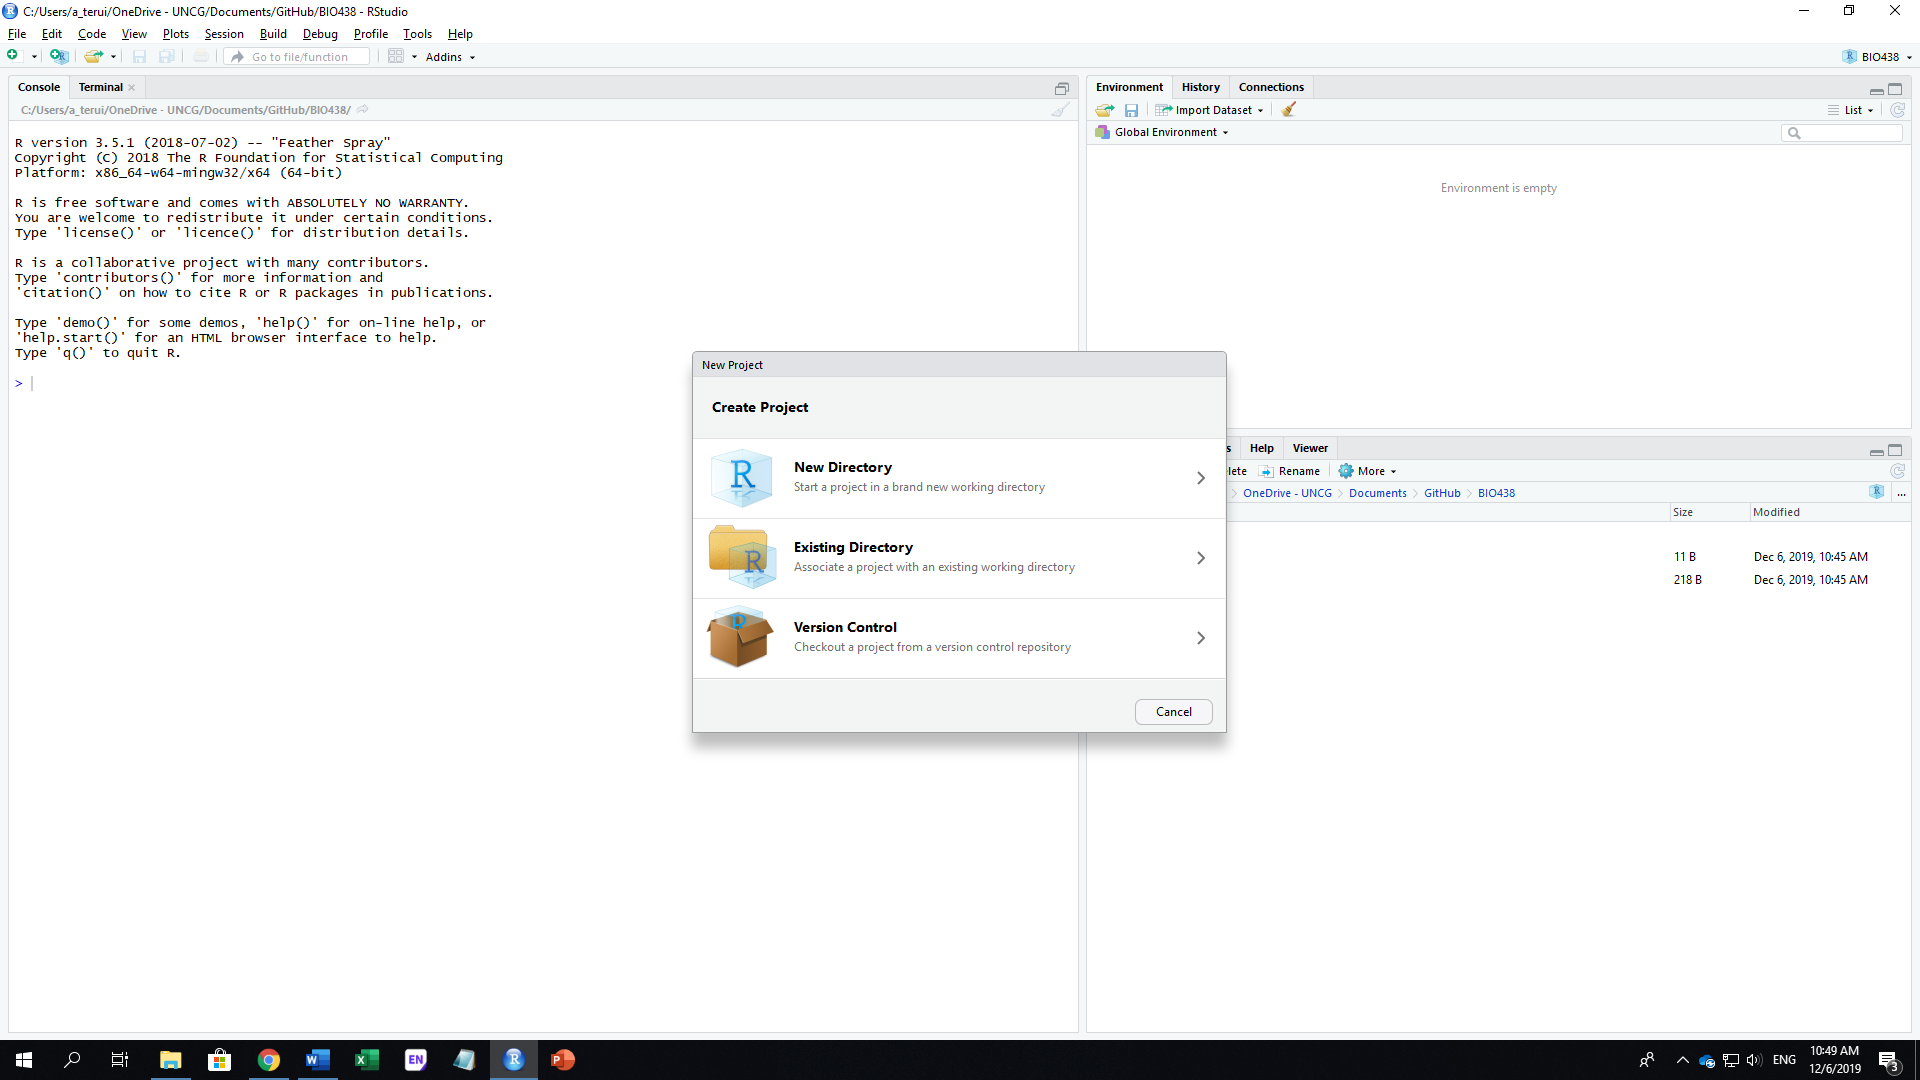 C:/Users/a_terui/OneDrive - UNCG/Documents/GitHub/BIO438 - RStudio
File Edit Code View Plots Session Build Debug Profile Tools Help
Go to file/function Addins BIO438
Console Terminal
C:/Users/a_terui/OneDrive - UNCG/Documents/GitHub/BIO438/
R version 3.5.1 (2018-07-02) -- "Feather Spray"
Copyright (C) 2018 The R Foundation for Statistical Computing
Platform: x86_64-w64-mingw32/x64 (64-bit)
R is free software and comes with ABSOLUTELY NO WARRANTY.
You are welcome to redistribute it under certain conditions.
Type 'license()' or 'licence()' for distribution details.
R is a collaborative project with many contributors.
Type 'contributors()' for more information and
'citation()' on how to cite R or R packages in publications.
Type 'demo()' for some demos, 'help()' for on-line help, or
'help.start()' for an HTML browser interface to help.
Type 'q()' to quit R.
>
Environment History Connections
Import Dataset List
Global Environment
Environment is empty
New Project
Create Project
R
New Directory
Start a project in a brand new working directory
R
Existing Directory
Associate a project with an existing working directory
R
Version Control
Checkout a project from a version control repository
Cancel
s Help Viewer
lete Rename More
OneDrive - UNCG Documents GitHub BIO438 ...
Size Modified
11 B Dec 6, 2019, 10:45 AM
218 B Dec 6, 2019, 10:45 AM
W X EN R P
ENG
10:49 AM
12/6/2019
3